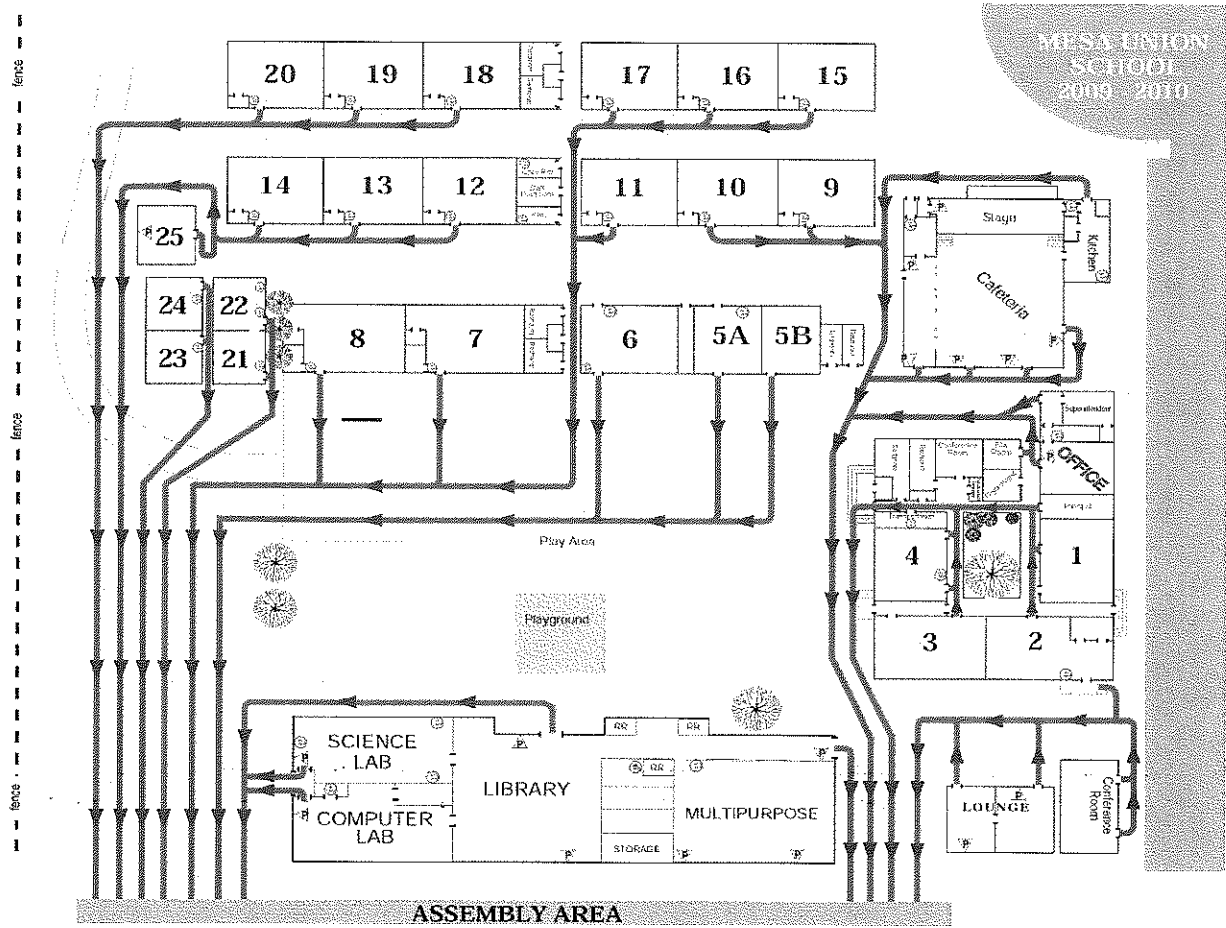 MESA UNION
SCHOOL
2009 - 2010
fence
20
19
18
17
16
15
14
13
12
11
10
9
Stage
Kitchen
25
Cafeteria
24
22
23
21
8
7
6
5A
5B
fence
OFFICE
Conference
Room
4
1
Play Area
3
2
Playground
RR
RR
SCIENCE
LAB
LIBRARY
RR
MULTIPURPOSE
COMPUTER
LAB
STORAGE
LOUNGE
Conference
Room
fence
ASSEMBLY AREA